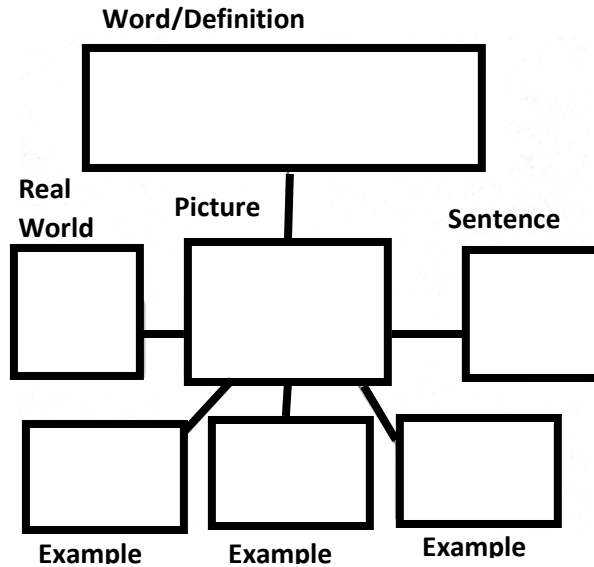 Word/Definition
Real
World
Picture
Sentence
Example
Example
Example